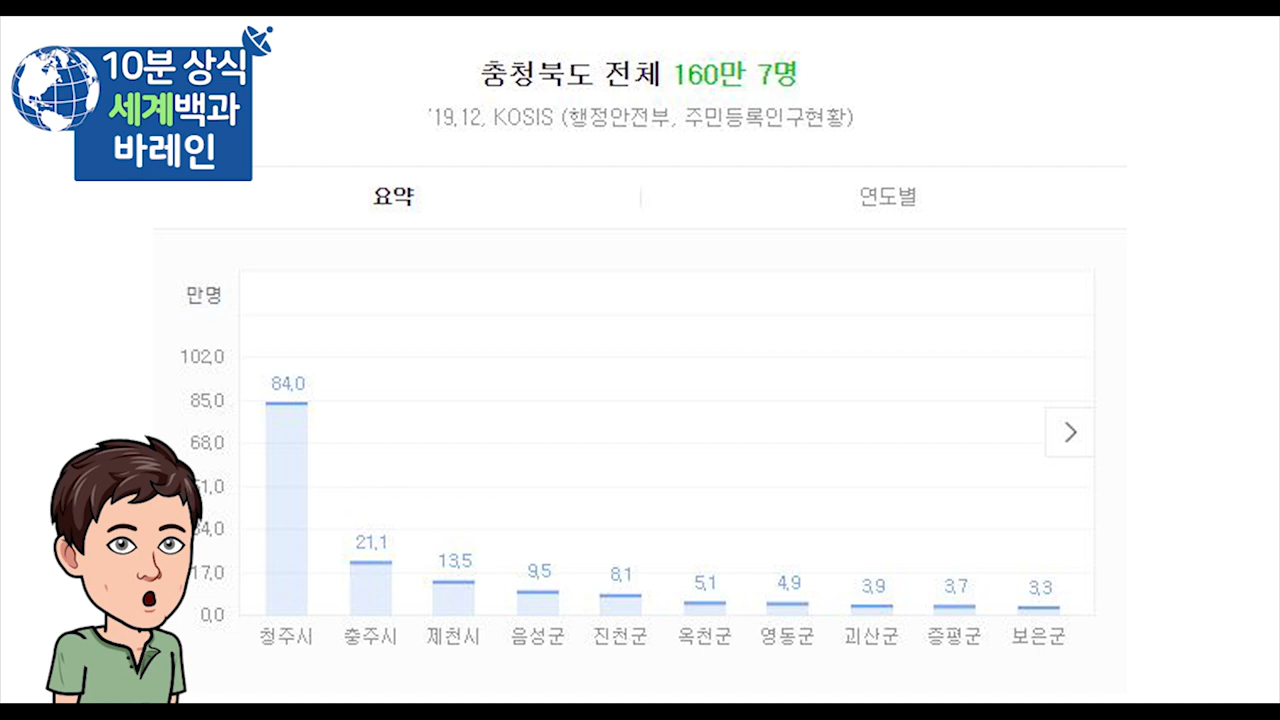 10분 상식
세계백과
바레인
충청북도 전체 160만 7명
'19.12, KOSIS (행정안전부, 주민등록인구현황)
요약
연도별
만명
102,0
85,0
68,0
51,0
34,0
17,0
0,0
84,0
21,1
13,5
9,5
8,1
5,1
4,9
3,9
3,7
3,3
청주시 충주시 제천시 음성군 진천군 옥천군 영동군 괴산군 증평군 보은군